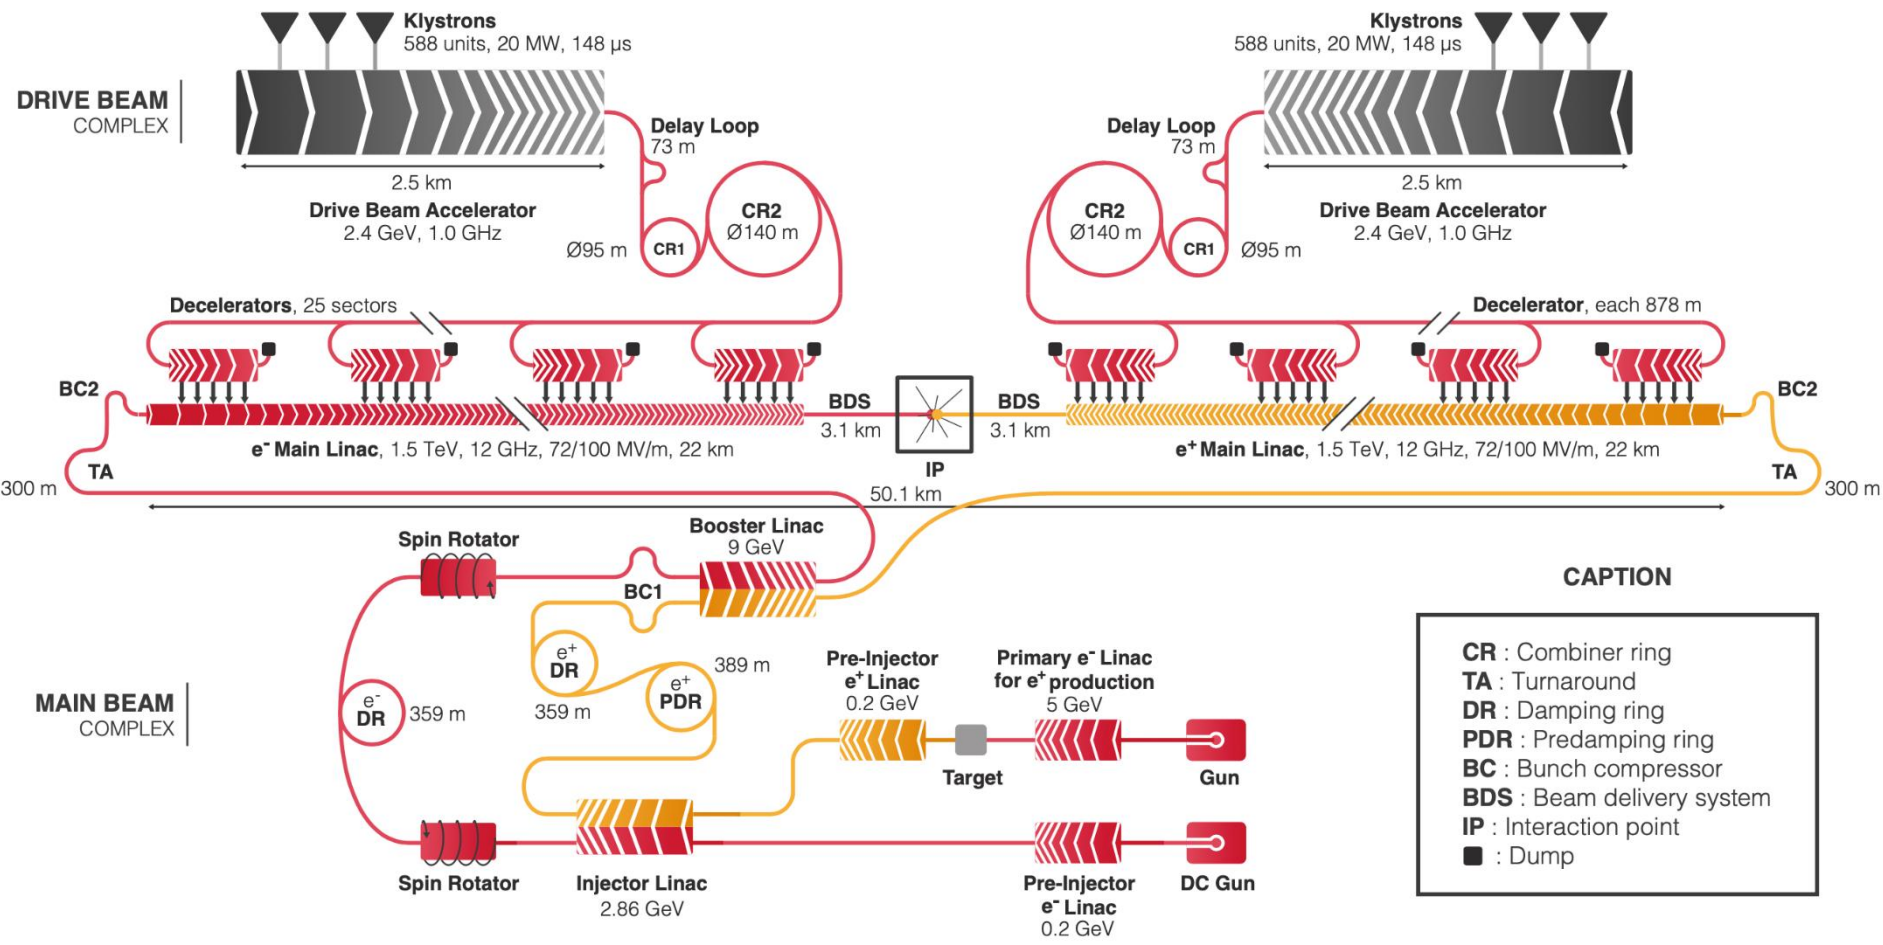 Klystrons
588 units, 20 MW, 148 µs
Klystrons
588 units, 20 MW, 148 µs
DRIVE BEAM
COMPLEX
Delay Loop
73 m
Delay Loop
73 m
2.5 km
Drive Beam Accelerator
2.4 GeV, 1.0 GHz
CR2
Ø140 m
CR1
Ø95 m
CR2
Ø140 m
CR1
Ø95 m
2.5 km
Drive Beam Accelerator
2.4 GeV, 1.0 GHz
Decelerators, 25 sectors
Decelerator, each 878 m
BC2
BDS
3.1 km
BDS
3.1 km
BC2
e⁻ Main Linac, 1.5 TeV, 12 GHz, 72/100 MV/m, 22 km
IP
e⁺ Main Linac, 1.5 TeV, 12 GHz, 72/100 MV/m, 22 km
TA
300 m
TA
300 m
50.1 km
Spin Rotator
Booster Linac
9 GeV
BC1
MAIN BEAM
COMPLEX
e⁻
DR
359 m
e⁺
DR
359 m
e⁺
PDR
389 m
Pre-Injector
e⁺ Linac
0.2 GeV
Primary e⁻ Linac
for e⁺ production
5 GeV
Target
Gun
Spin Rotator
Injector Linac
2.86 GeV
Pre-Injector
e⁻ Linac
0.2 GeV
DC Gun
CAPTION
CR : Combiner ring
TA : Turnaround
DR : Damping ring
PDR : Predamping ring
BC : Bunch compressor
BDS : Beam delivery system
IP : Interaction point
: Dump